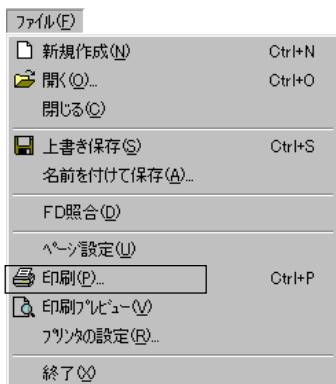 ファイル(F)
新規作成(N) Ctrl+N
開く(O)... Ctrl+O
閉じる(C)
上書き保存(S) Ctrl+S
名前を付けて保存(A)...
FD照合(D)
ページ設定(U)
印刷(P)... Ctrl+P
印刷プレビュー(V)
プリンタの設定(R)...
終了(X)